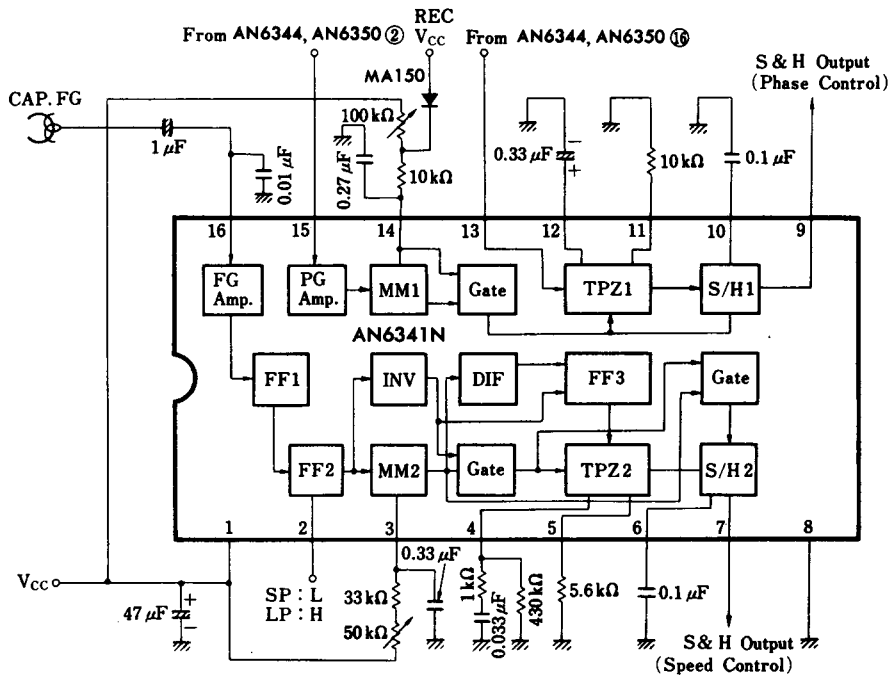 REC
From AN6344, AN6350 ② VCC From AN6344, AN6350 ⑯
S & H Output
(Phase Control)
MA150
CAP. FG
100kΩ
1μF
0.01μF
0.27μF
10kΩ
0.33μF
−
+
10kΩ
0.1μF
16 15 14 13 12 11 10 9
FG
Amp.
PG
Amp.
MM1
Gate
TPZ1
S/H1
AN6341N
FF1
INV
DIF
FF3
Gate
FF2
MM2
Gate
TPZ2
S/H2
1 2 3 4 5 6 7 8
VCC
47μF
+
−
SP : L
LP : H
0.33μF
33kΩ
50kΩ
1kΩ
0.033μF
430kΩ
5.6kΩ
0.1μF
S&H Output
(Speed Control)